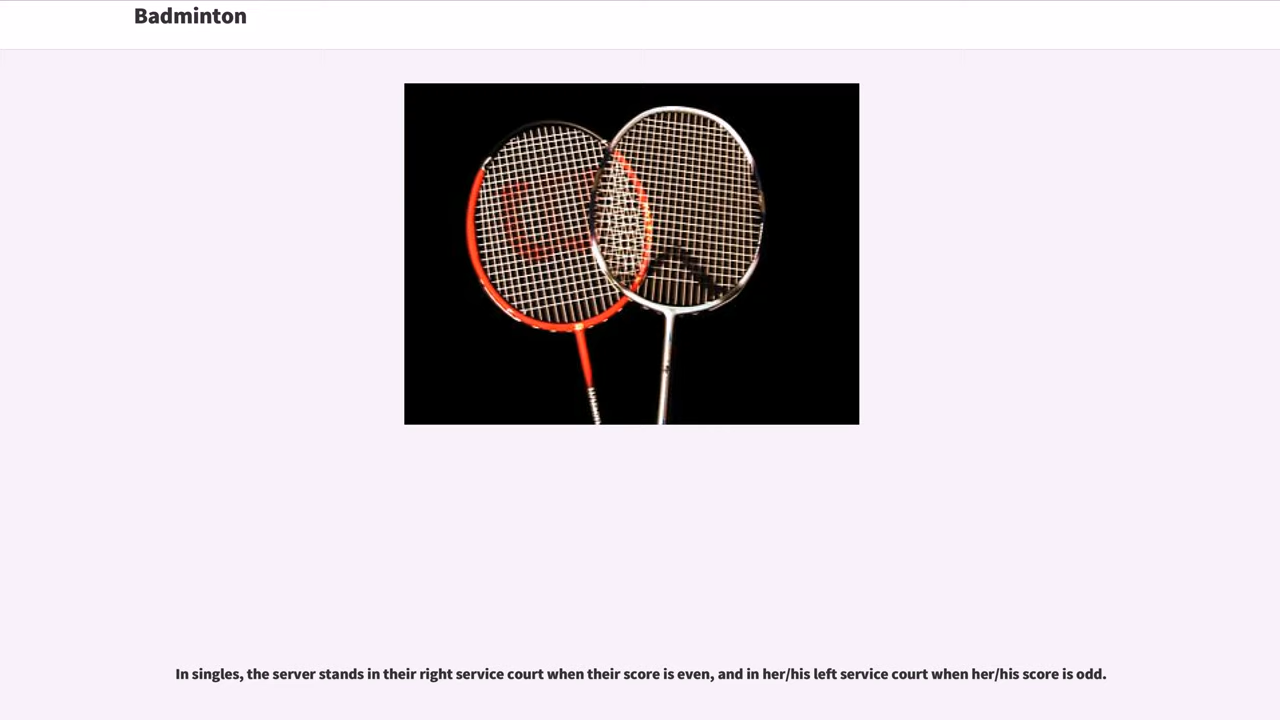 Badminton
In singles, the server stands in their right service court when their score is even, and in her/his left service court when her/his score is odd.